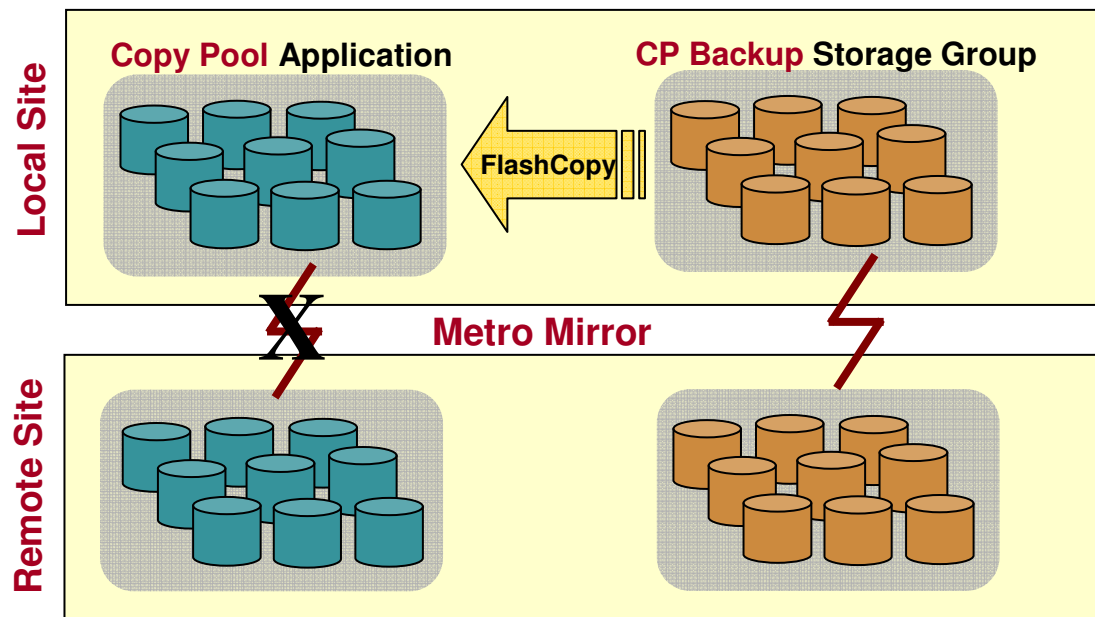 Local Site
Copy Pool Application
CP Backup Storage Group
FlashCopy
X
Metro Mirror
Remote Site